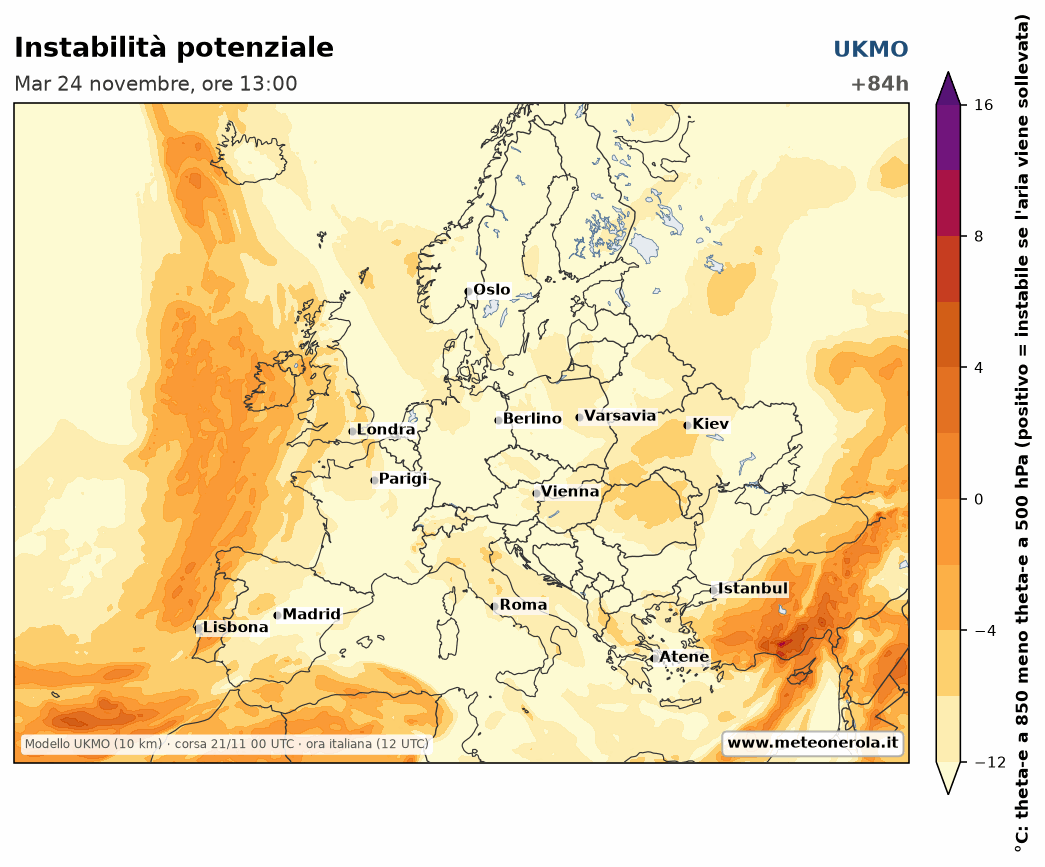 Instabilità potenziale
UKMO
Mar 24 novembre, ore 13:00
+84h
Oslo
Londra
Berlino
Varsavia
Kiev
Parigi
Vienna
Istanbul
Madrid
Roma
Lisbona
Atene
Modello UKMO (10 km) · corsa 21/11 00 UTC · ora italiana (12 UTC)
www.meteonerola.it
16
8
4
0
−4
−12
°C: theta-e a 850 meno theta-e a 500 hPa (positivo = instabile se l'aria viene sollevata)